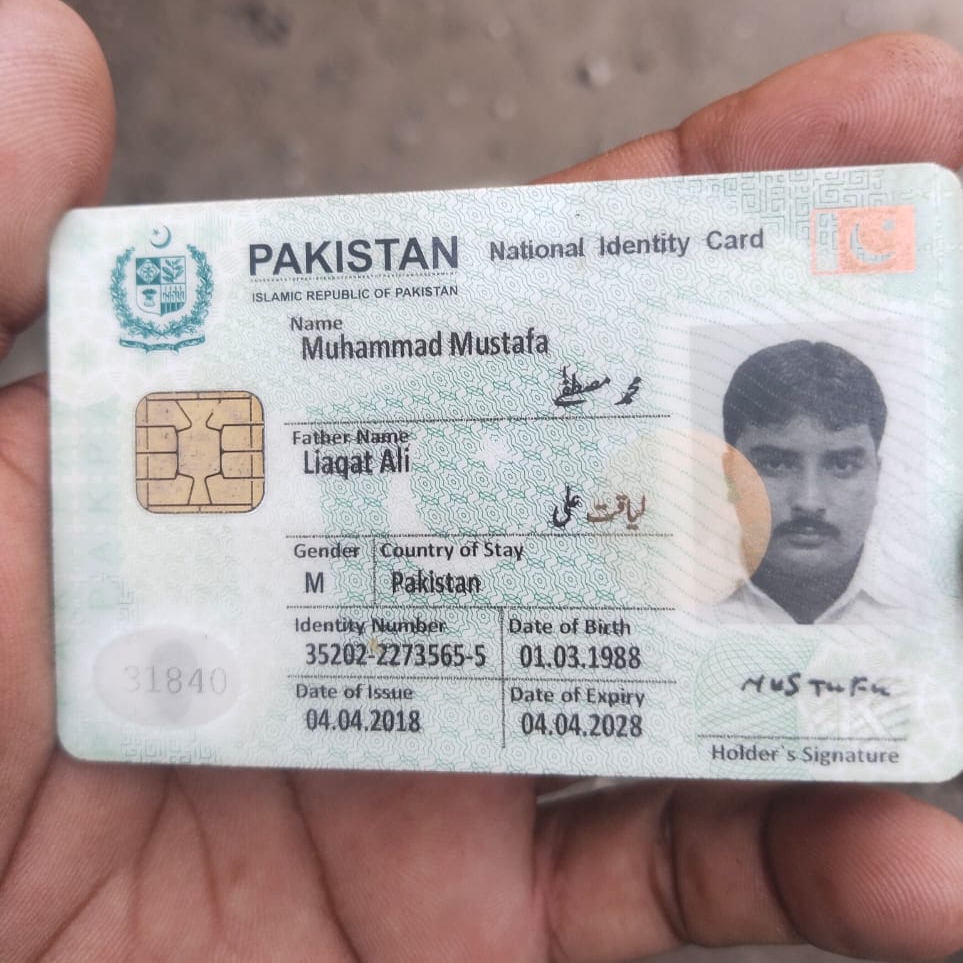 PAKISTAN National Identity Card
ISLAMIC REPUBLIC OF PAKISTAN
Name
Muhammad Mustafa
محمد مصطفٰے
Father Name
Liaqat Ali
لیاقت علی
Gender Country of Stay
M Pakistan
Identity Number Date of Birth
35202-2273565-5 01.03.1988
31840
Date of Issue Date of Expiry
04.04.2018 04.04.2028
Mustufu
Holder`s Signature